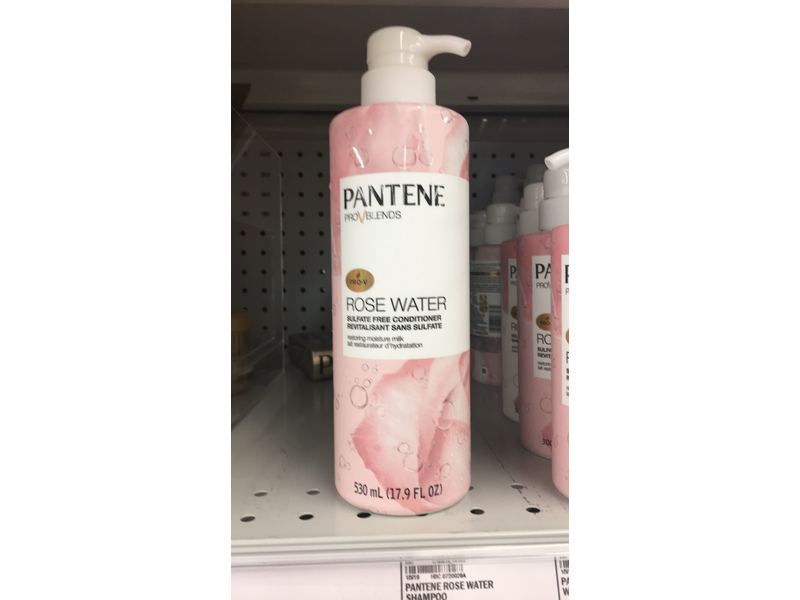 PANTENE
PRO V BLENDS
PRO-V
ROSE WATER
SULFATE FREE CONDITIONER
REVITALISANT SANS SULFATE
restoring moisture milk
lait restaurateur d'hydratation
530 mL (17.9 FL OZ)
PANTENE ROSE WATER
SHAMPOO